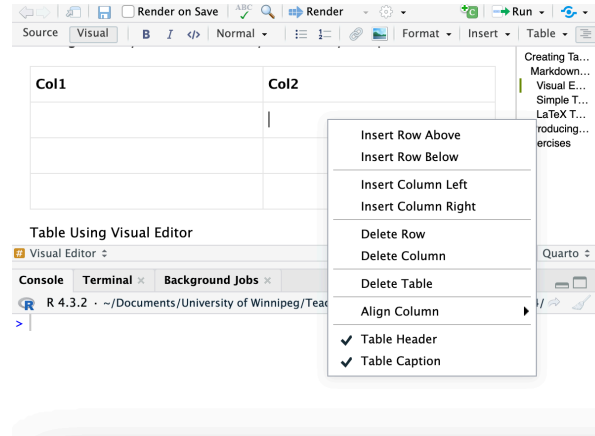 Render on Save ABC Render Run
Source Visual B I </> Normal Format Insert Table
Creating Ta...
Markdown...
Visual E...
Simple T...
LaTeX T...
ercises
Col1 Col2
Insert Row Above
Insert Row Below
Insert Column Left
Insert Column Right
Delete Row
Delete Column
Delete Table
Align Column
Table Header
Table Caption
Table Using Visual Editor
# Visual Editor Quarto
Console Terminal × Background Jobs ×
R R 4.3.2 · ~/Documents/University of Winnipeg/Teac
>